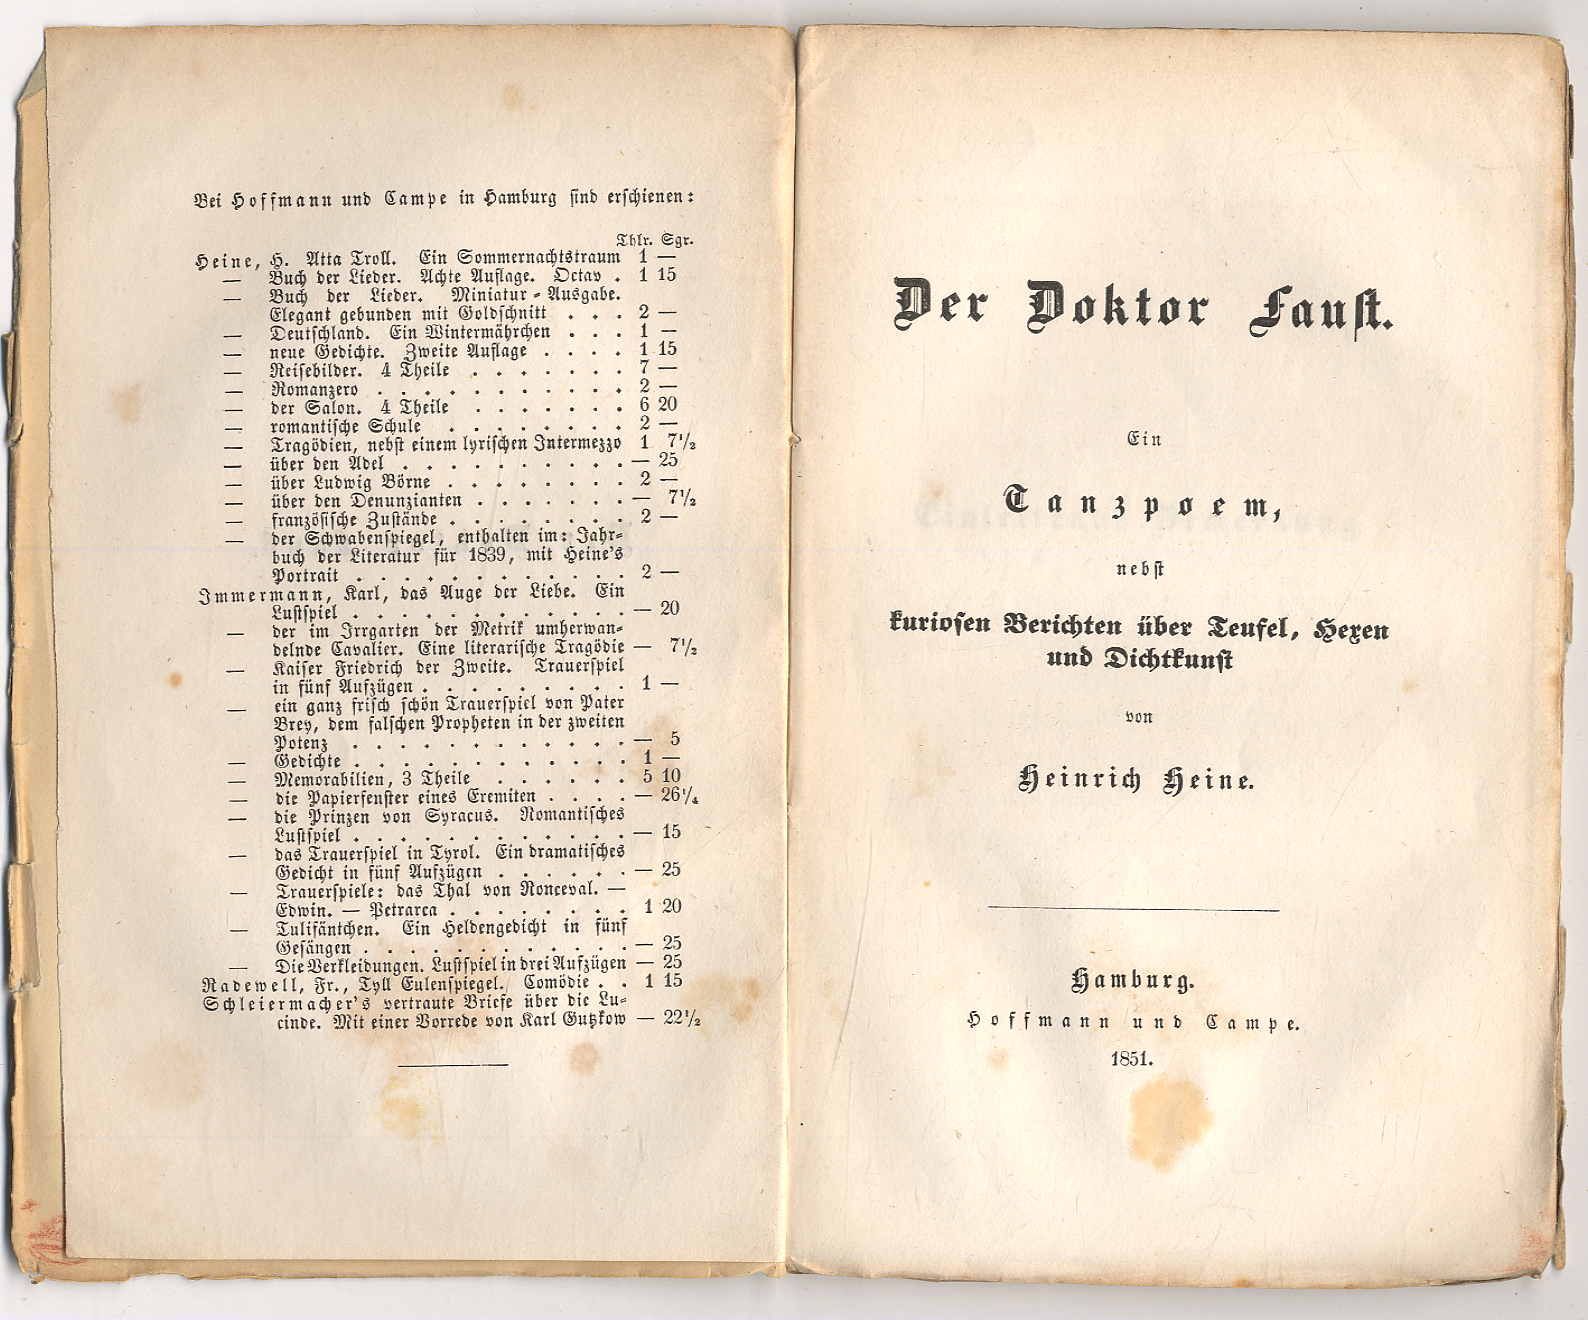 Bei Hoffmann und Campe in Hamburg sind erschienen:
Thlr. Sgr.
Heine, H. Atta Troll. Ein Sommernachtstraum 1 —
— Buch der Lieder. Achte Auflage. Octav . 1 15
— Buch der Lieder. Miniatur-Ausgabe.
Elegant gebunden mit Goldschnitt . . . 2 —
— Deutschland. Ein Wintermährchen . . . 1 —
— neue Gedichte. Zweite Auflage . . . . 1 15
— Reisebilder. 4 Theile . . . . . . . 7 —
— Romanzero . . . . . . . . . . . 2 —
— der Salon. 4 Theile . . . . . . . 6 20
— romantische Schule . . . . . . . . 2 —
— Tragödien, nebst einem lyrischen Intermezzo 1 7½
— über den Adel . . . . . . . . . . — 25
— über Ludwig Börne . . . . . . . . 2 —
— über den Denunzianten . . . . . . . — 7½
— französische Zustände . . . . . . . . 2 —
— der Schwabenspiegel, enthalten im: Jahr-
buch der Literatur für 1839, mit Heine's
Portrait . . . . . . . . . . . . 2 —
Immermann, Karl, das Auge der Liebe. Ein
Lustspiel . . . . . . . . . . . . — 20
— der im Irrgarten der Metrik umherwan-
delnde Cavalier. Eine literarische Tragödie — 7½
— Kaiser Friedrich der Zweite. Trauerspiel
in fünf Aufzügen . . . . . . . . . 1 —
— ein ganz frisch schön Trauerspiel von Pater
Brey, dem falschen Propheten in der zweiten
Potenz . . . . . . . . . . . . — 5
— Gedichte . . . . . . . . . . . . 1 —
— Memorabilien, 3 Theile . . . . . . 5 10
— die Papierfenster eines Eremiten . . . . — 26¼
— die Prinzen von Syracus. Romantisches
Lustspiel . . . . . . . . . . . . — 15
— das Trauerspiel in Tyrol. Ein dramatisches
Gedicht in fünf Aufzügen . . . . . . — 25
— Trauerspiele: das Thal von Ronceval. —
Edwin. — Petrarca . . . . . . . . 1 20
— Tulifäntchen. Ein Heldengedicht in fünf
Gesängen . . . . . . . . . . . . — 25
— Die Verkleidungen. Lustspiel in drei Aufzügen — 25
Radewell, Fr., Tyll Eulenspiegel. Comödie . . 1 15
Schleiermacher's vertraute Briefe über die Lu-
cinde. Mit einer Vorrede von Karl Gutzkow — 22½
Der Doktor Faust.
Ein
Tanzpoem,
nebst
kuriosen Berichten über Teufel, Hexen
und Dichtkunst
von
Heinrich Heine.
Hamburg.
Hoffmann und Campe.
1851.